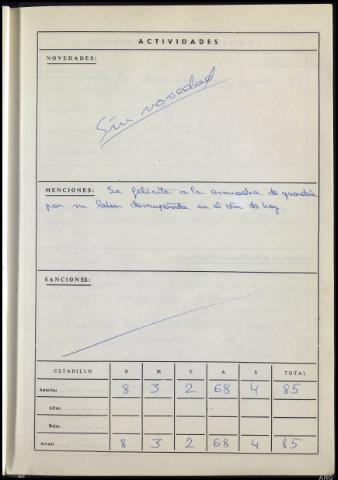 ACTIVIDADES
NOVEDADES:
Sin novedad
MENCIONES: Se felicita a la escuadra de guardia
por su labor desempeñada en el día de hoy.
SANCIONES:
ESTADILLO D M E A S TOTAL
Anterior 8 3 2 68 4 85
Altas
Bajas
Actual 8 3 2 68 4 85